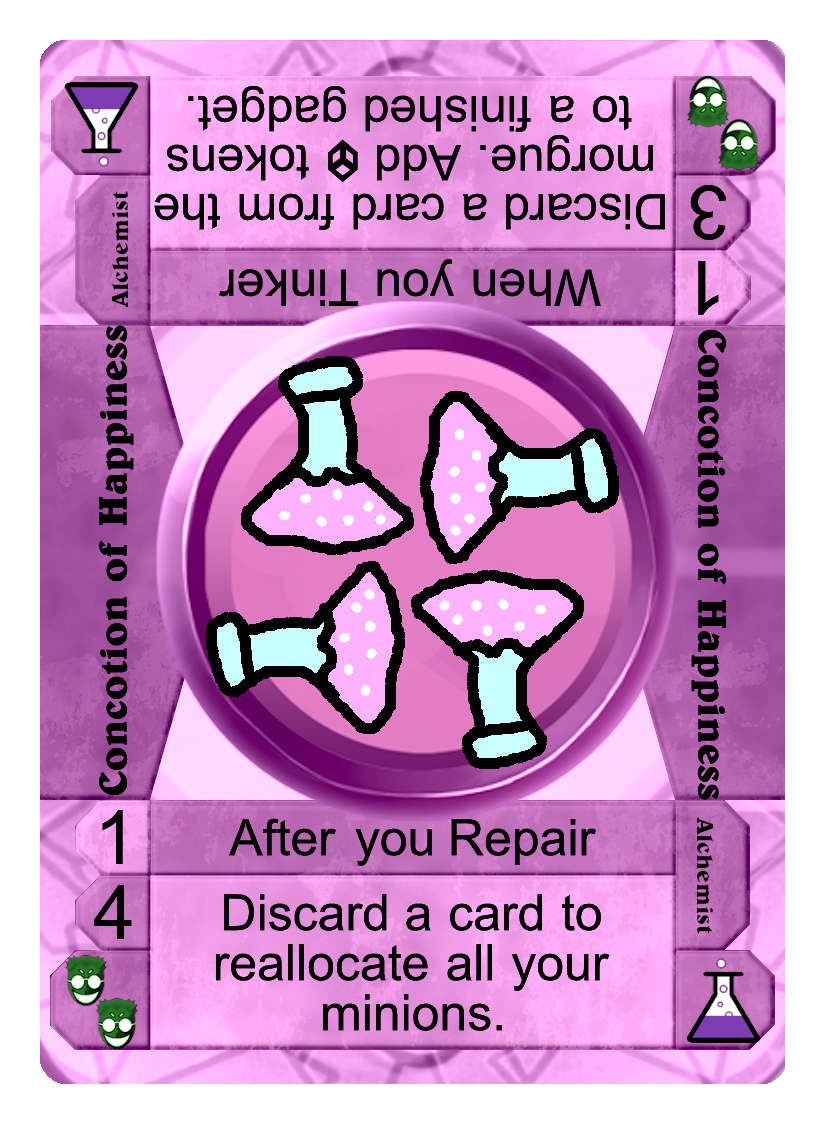 Concotion of Happiness
Alchemist
1
After you Repair
4
Discard a card to
reallocate all your
minions.
Alchemist
Concotion of Happiness
1
When you Tinker
3
Discard a card from the
morgue. Add tokens
to a finished gadget.